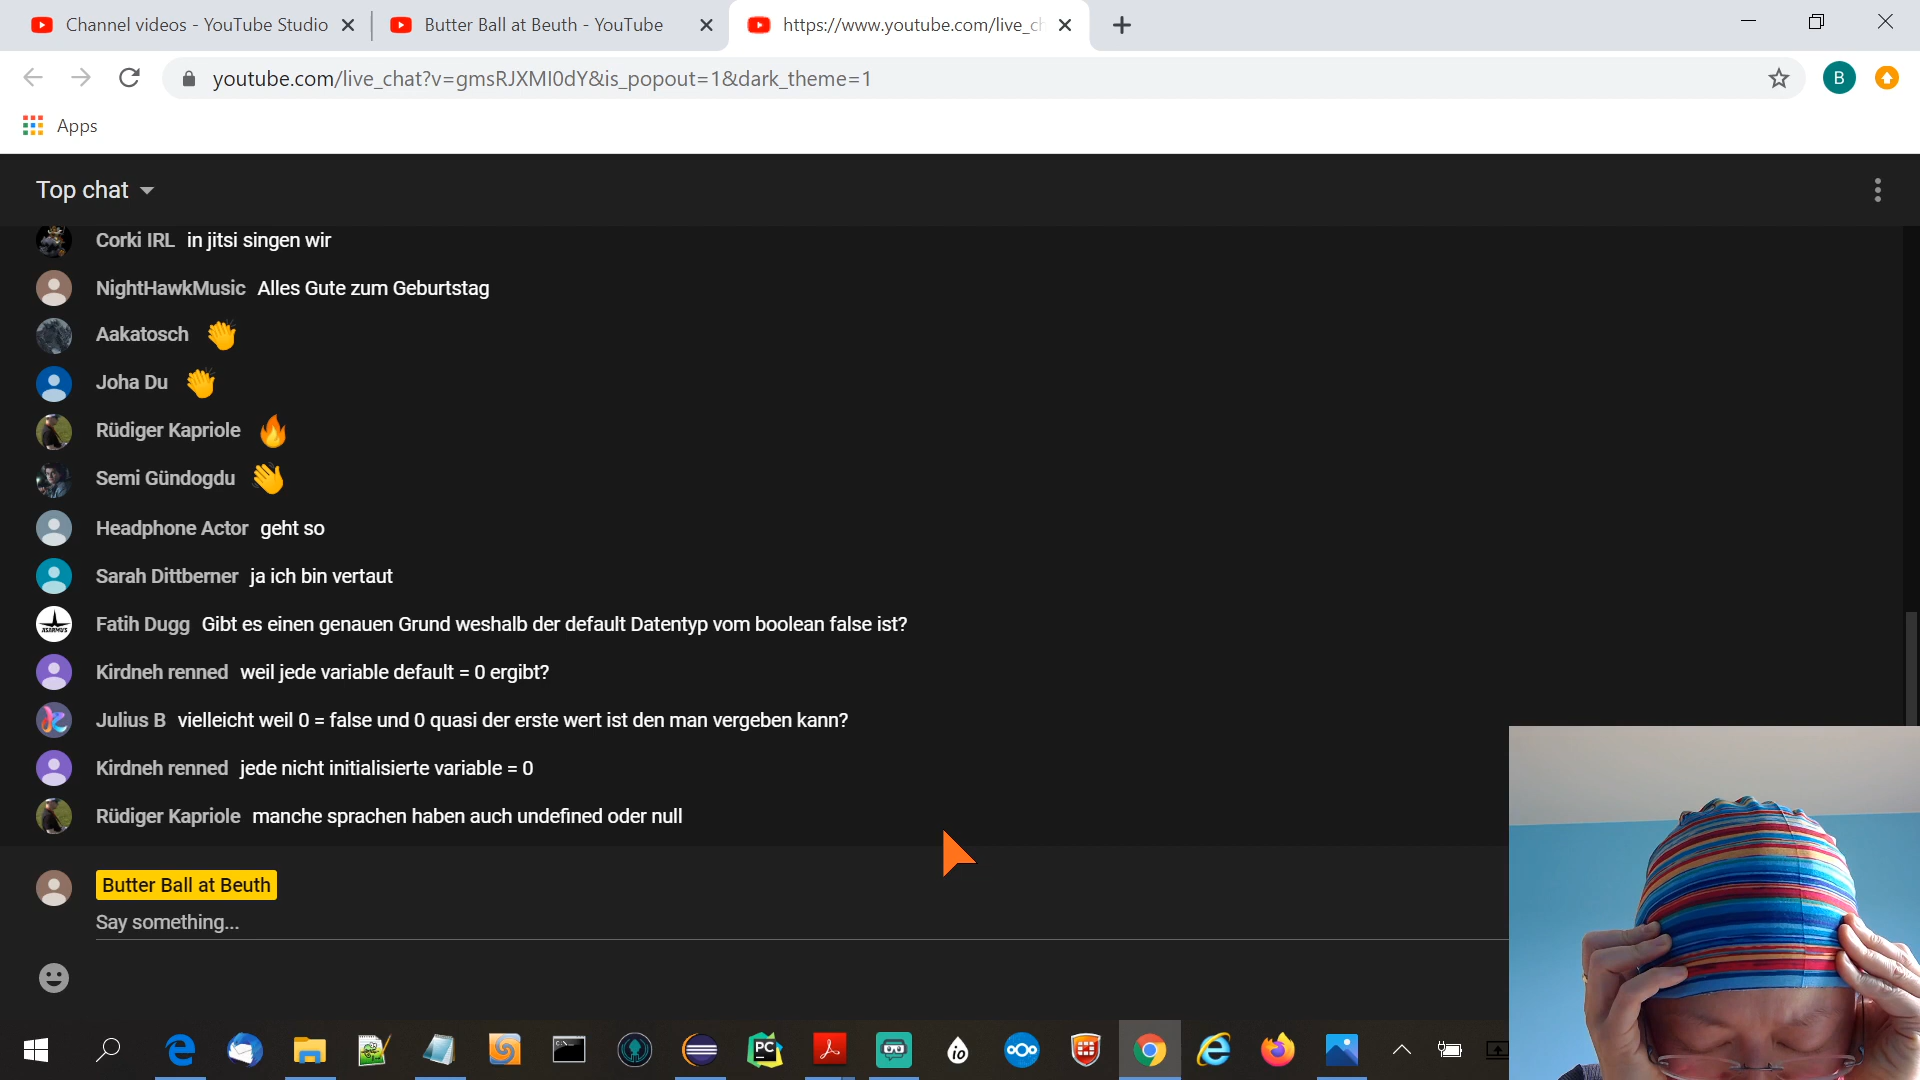 Channel videos - YouTube Studio
Butter Ball at Beuth - YouTube
https://www.youtube.com/live_ch
youtube.com/live_chat?v=gmsRJXMI0dY&is_popout=1&dark_theme=1
B
Apps
Top chat
Corki IRL in jitsi singen wir
NightHawkMusic Alles Gute zum Geburtstag
Aakatosch 👏
Joha Du 👏
Rüdiger Kapriole 🔥
Semi Gündogdu 👋
Headphone Actor geht so
Sarah Dittberner ja ich bin vertaut
Fatih Dugg Gibt es einen genauen Grund weshalb der default Datentyp vom boolean false ist?
Kirdneh renned weil jede variable default = 0 ergibt?
Julius B vielleicht weil 0 = false und 0 quasi der erste wert ist den man vergeben kann?
Kirdneh renned jede nicht initialisierte variable = 0
Rüdiger Kapriole manche sprachen haben auch undefined oder null
Butter Ball at Beuth
Say something...
PC
io